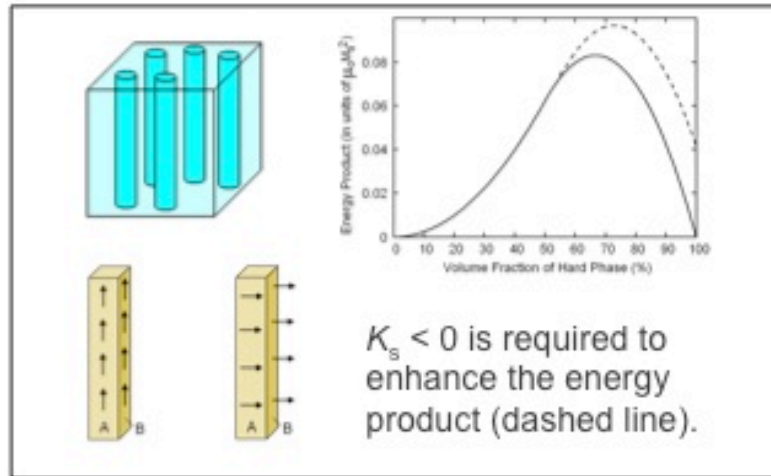 Energy Product (in units of μ₀Mₛ²)
0.08
0.06
0.04
0.02
0
0 10 20 30 40 50 60 70 80 90 100
Volume Fraction of Hard Phase (%)
A B
A B
Kₛ < 0 is required to
enhance the energy
product (dashed line).